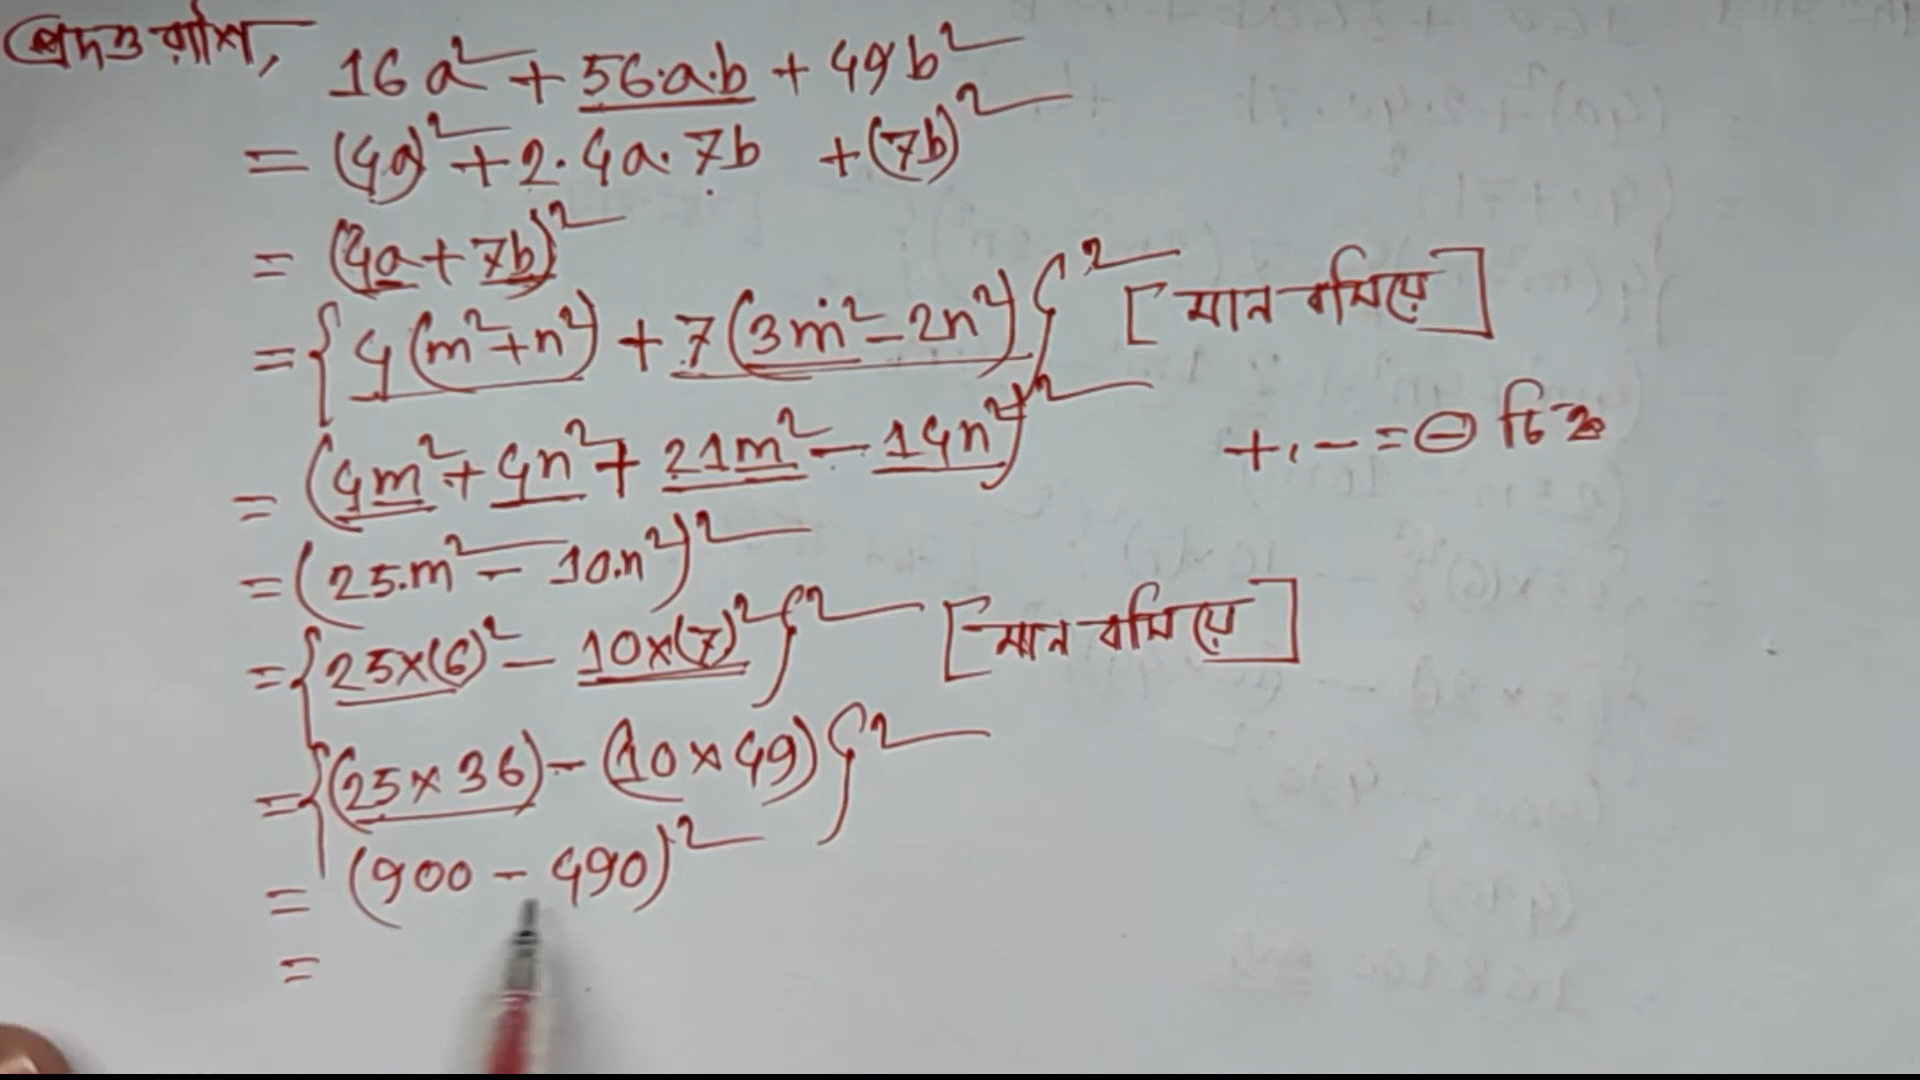 প্রদত্ত রাশি,
16a² + 56·a·b + 49b²
= (4a)² + 2·4a·7b + (7b)²
= (4a + 7b)²
= {4(m²+n²) + 7(3m²-2n²)}² [মান বসিয়ে]
= (4m² + 4n² + 21m² - 14n²)² +, - = ⊖ চিহ্ন
= (25·m² - 10·n²)²
= {25×(6)² - 10×(7)²}² [মান বসিয়ে]
= {(25×36) - (10×49)}²
= (900 - 490)²
=